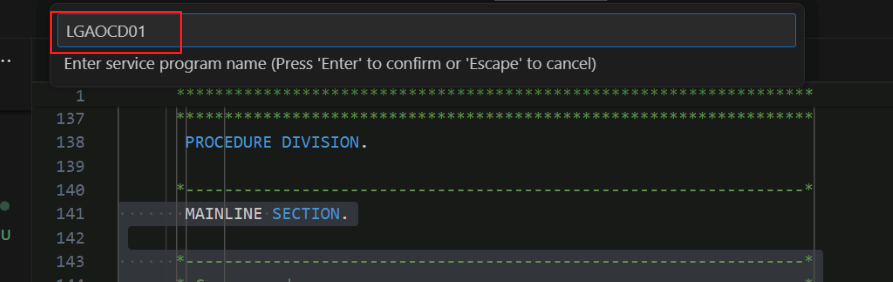 LGAOCD01
Enter service program name (Press 'Enter' to confirm or 'Escape' to cancel)
1 *****************************************************************
137 *****************************************************************
138 PROCEDURE DIVISION.
139
140 *---------------------------------------------------------------*
141 MAINLINE SECTION.
142
143 *---------------------------------------------------------------*
U